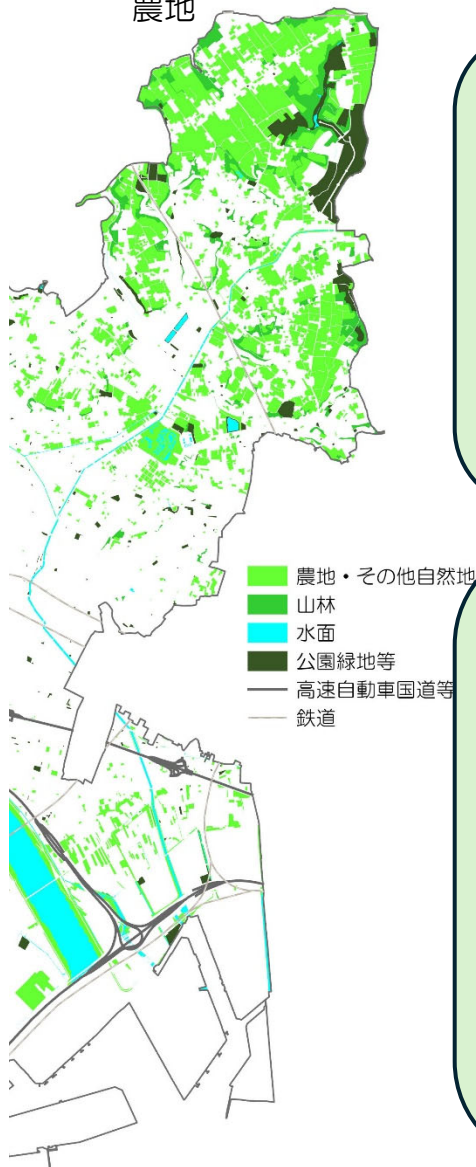 農地
農地・その他自然地
山林
水面
公園緑地等
高速自動車国道等
鉄道